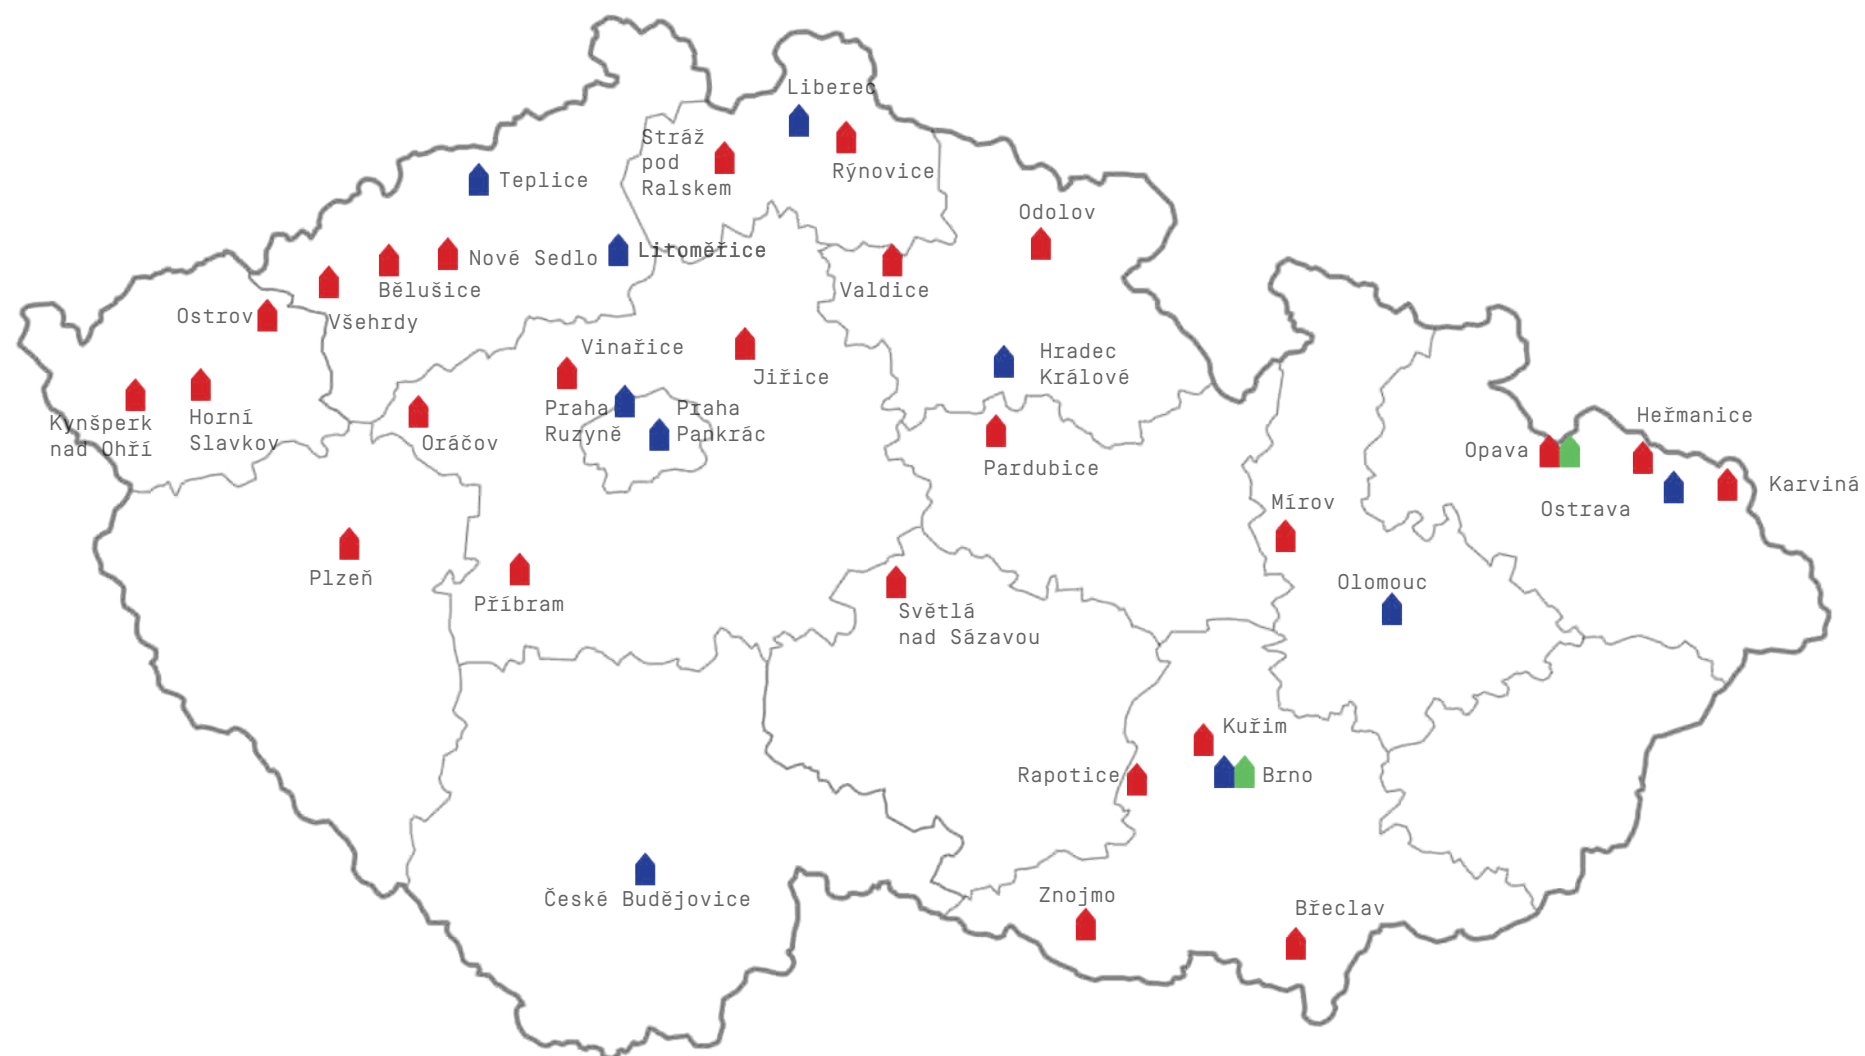 Liberec
Stráž
pod
Ralskem
Rýnovice
Teplice
Odolov
Nové Sedlo
Litoměřice
Bělušice
Valdice
Ostrov
Všehrdy
Vinařice
Jiřice
Hradec
Králové
Kynšperk
nad Ohří
Horní
Slavkov
Oráčov
Praha
Ruzyně
Praha
Pankrác
Pardubice
Heřmanice
Opava
Ostrava
Karviná
Mírov
Plzeň
Příbram
Olomouc
Světlá
nad Sázavou
Kuřim
Rapotice
Brno
České Budějovice
Znojmo
Břeclav